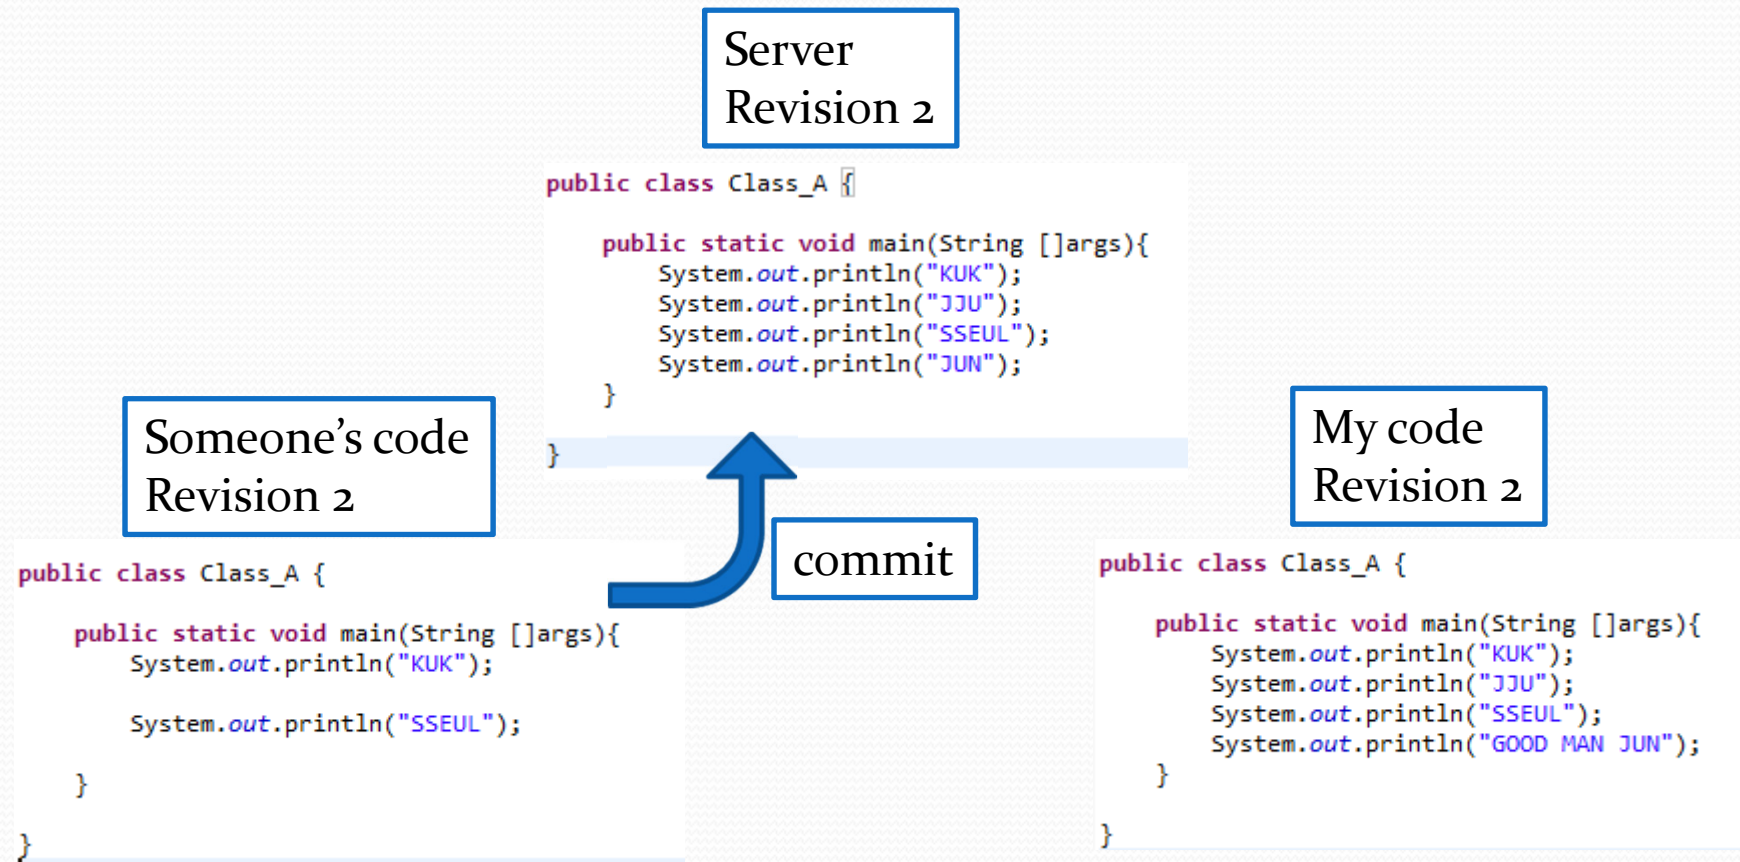 Server
Revision 2
public class Class_A {
public static void main(String []args){
System.out.println("KUK");
System.out.println("JJU");
System.out.println("SSEUL");
System.out.println("JUN");
}
}
Someone’s code
Revision 2
public class Class_A {
public static void main(String []args){
System.out.println("KUK");
System.out.println("SSEUL");
}
}
commit
My code
Revision 2
public class Class_A {
public static void main(String []args){
System.out.println("KUK");
System.out.println("JJU");
System.out.println("SSEUL");
System.out.println("GOOD MAN JUN");
}
}